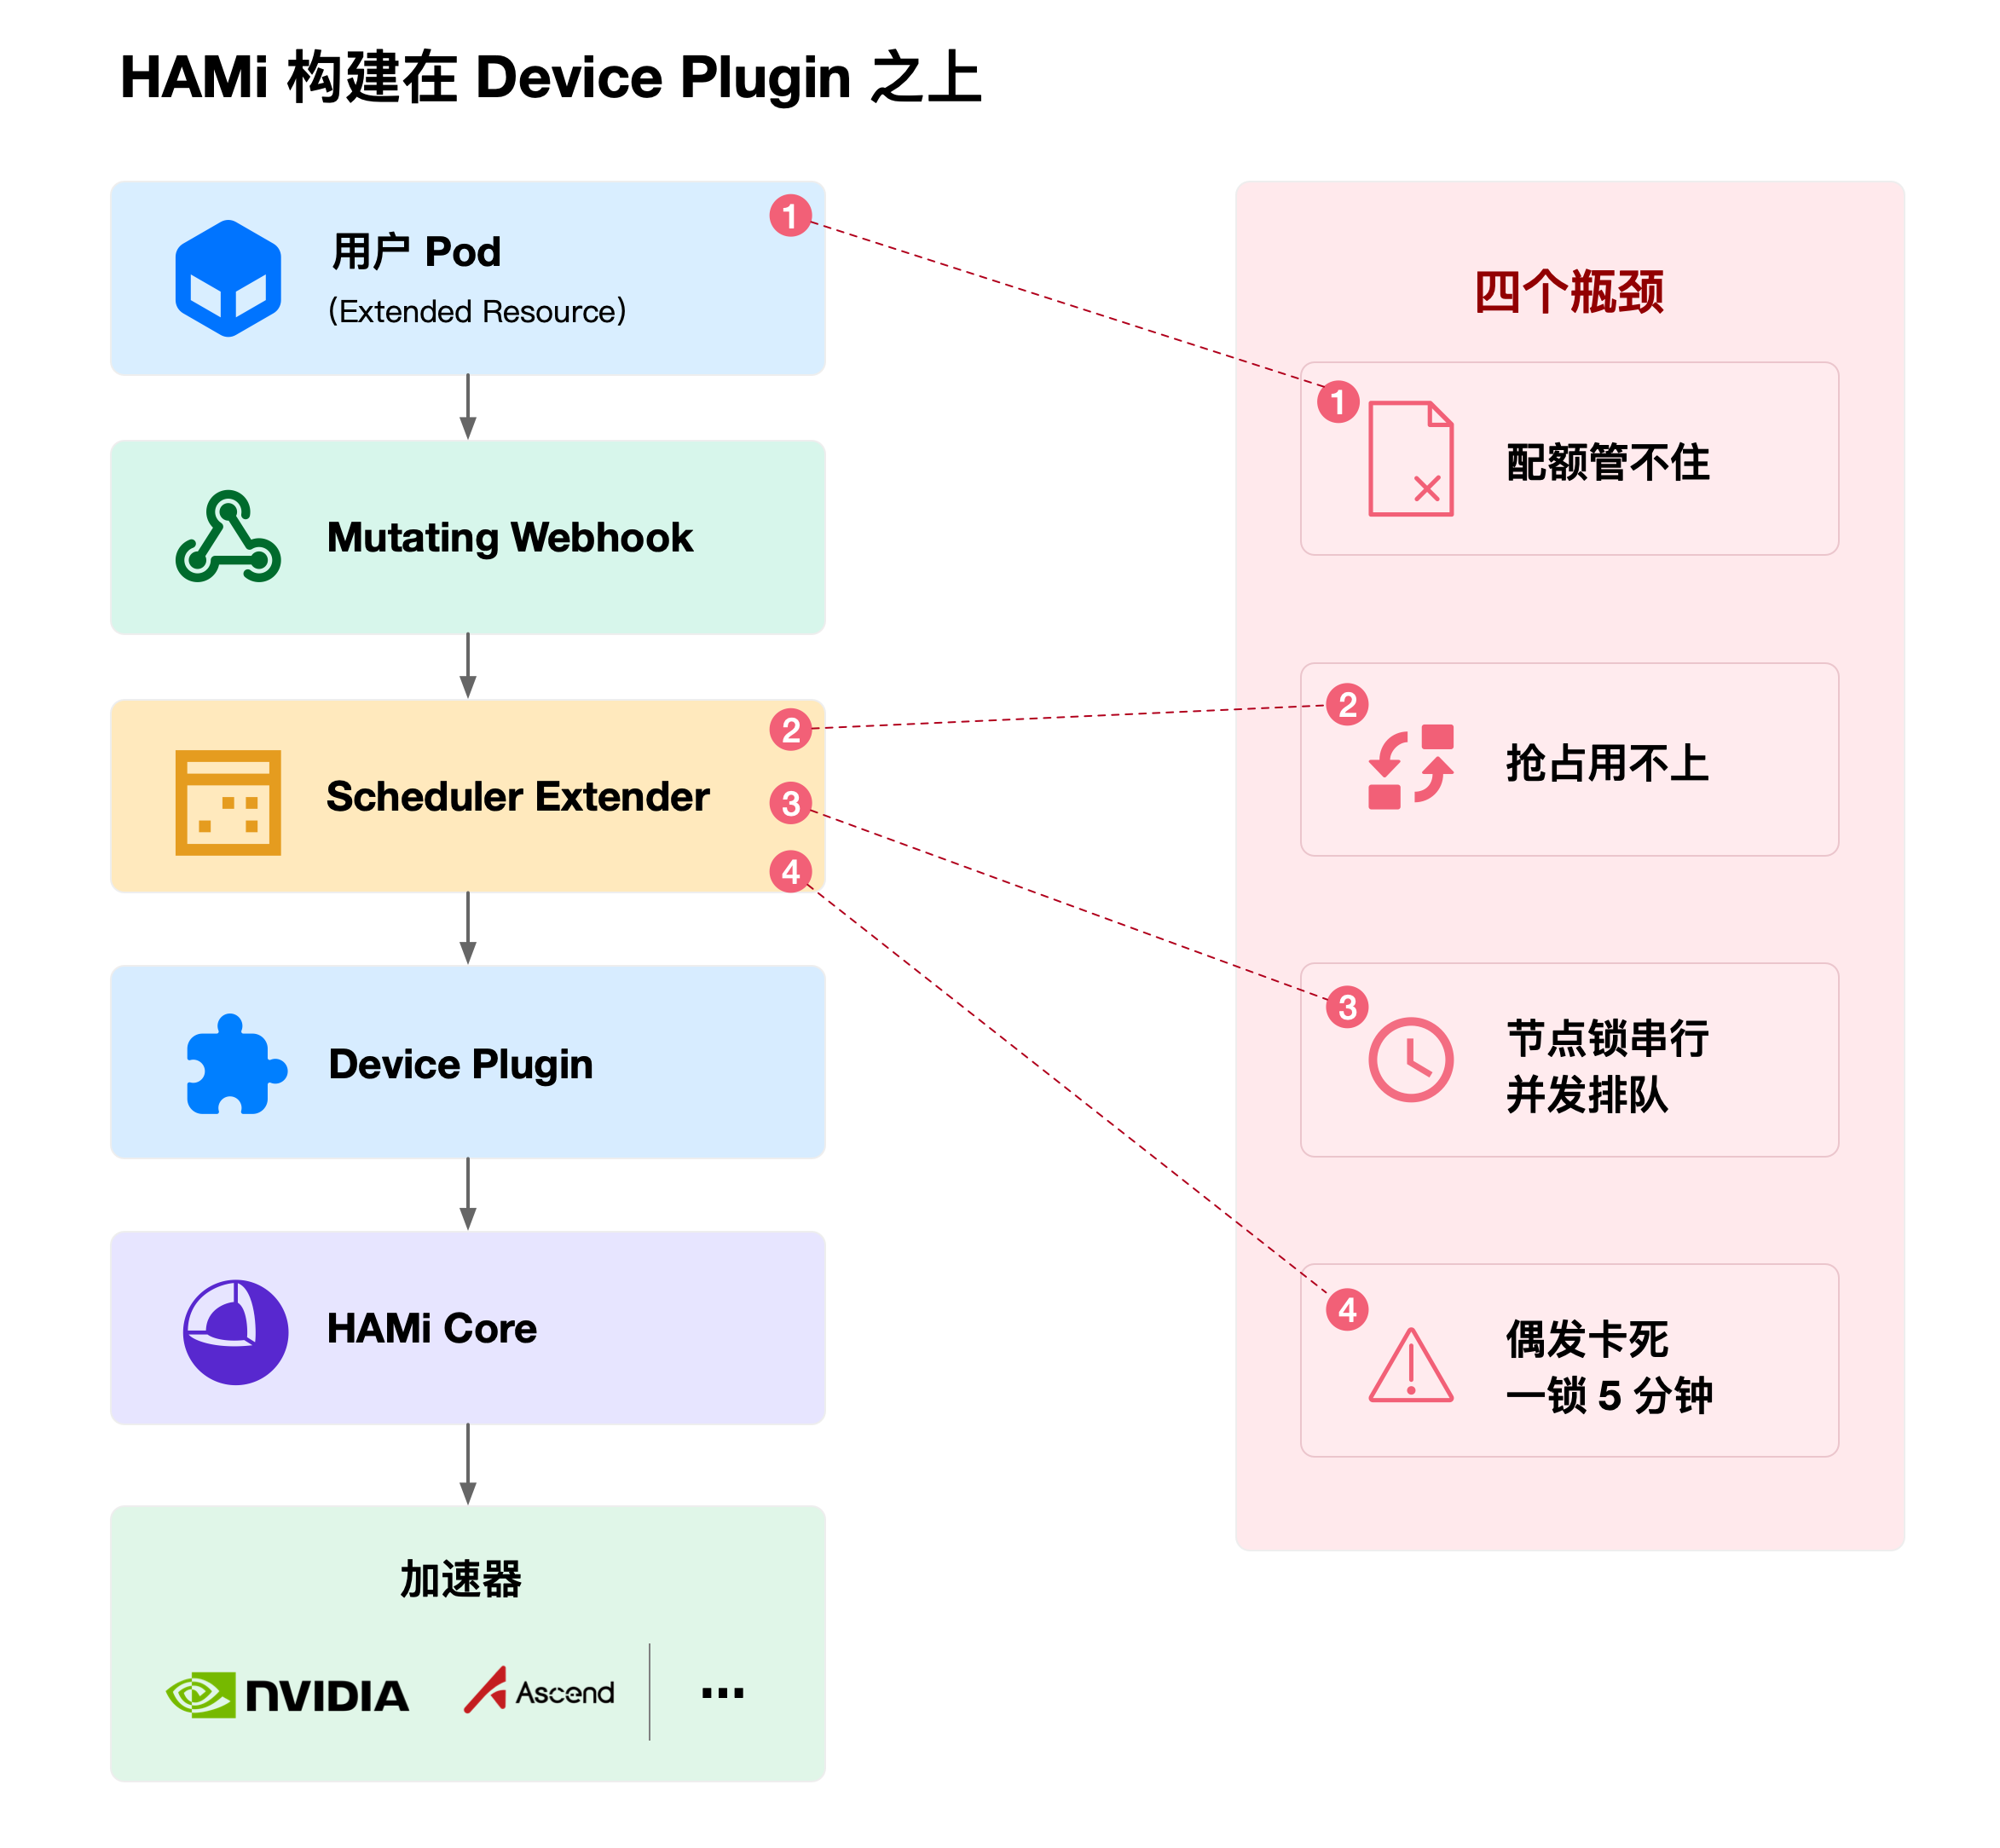 HAMi 构建在 Device Plugin 之上
用户 Pod
(Extended Resource)
1
Mutating Webhook
Scheduler Extender
2
3
4
Device Plugin
HAMi Core
加速器
NVIDIA
Ascend
...
四个瓶颈
1
配额管不住
2
抢占用不上
3
节点锁串行
并发排队
4
偶发卡死
一锁 5 分钟